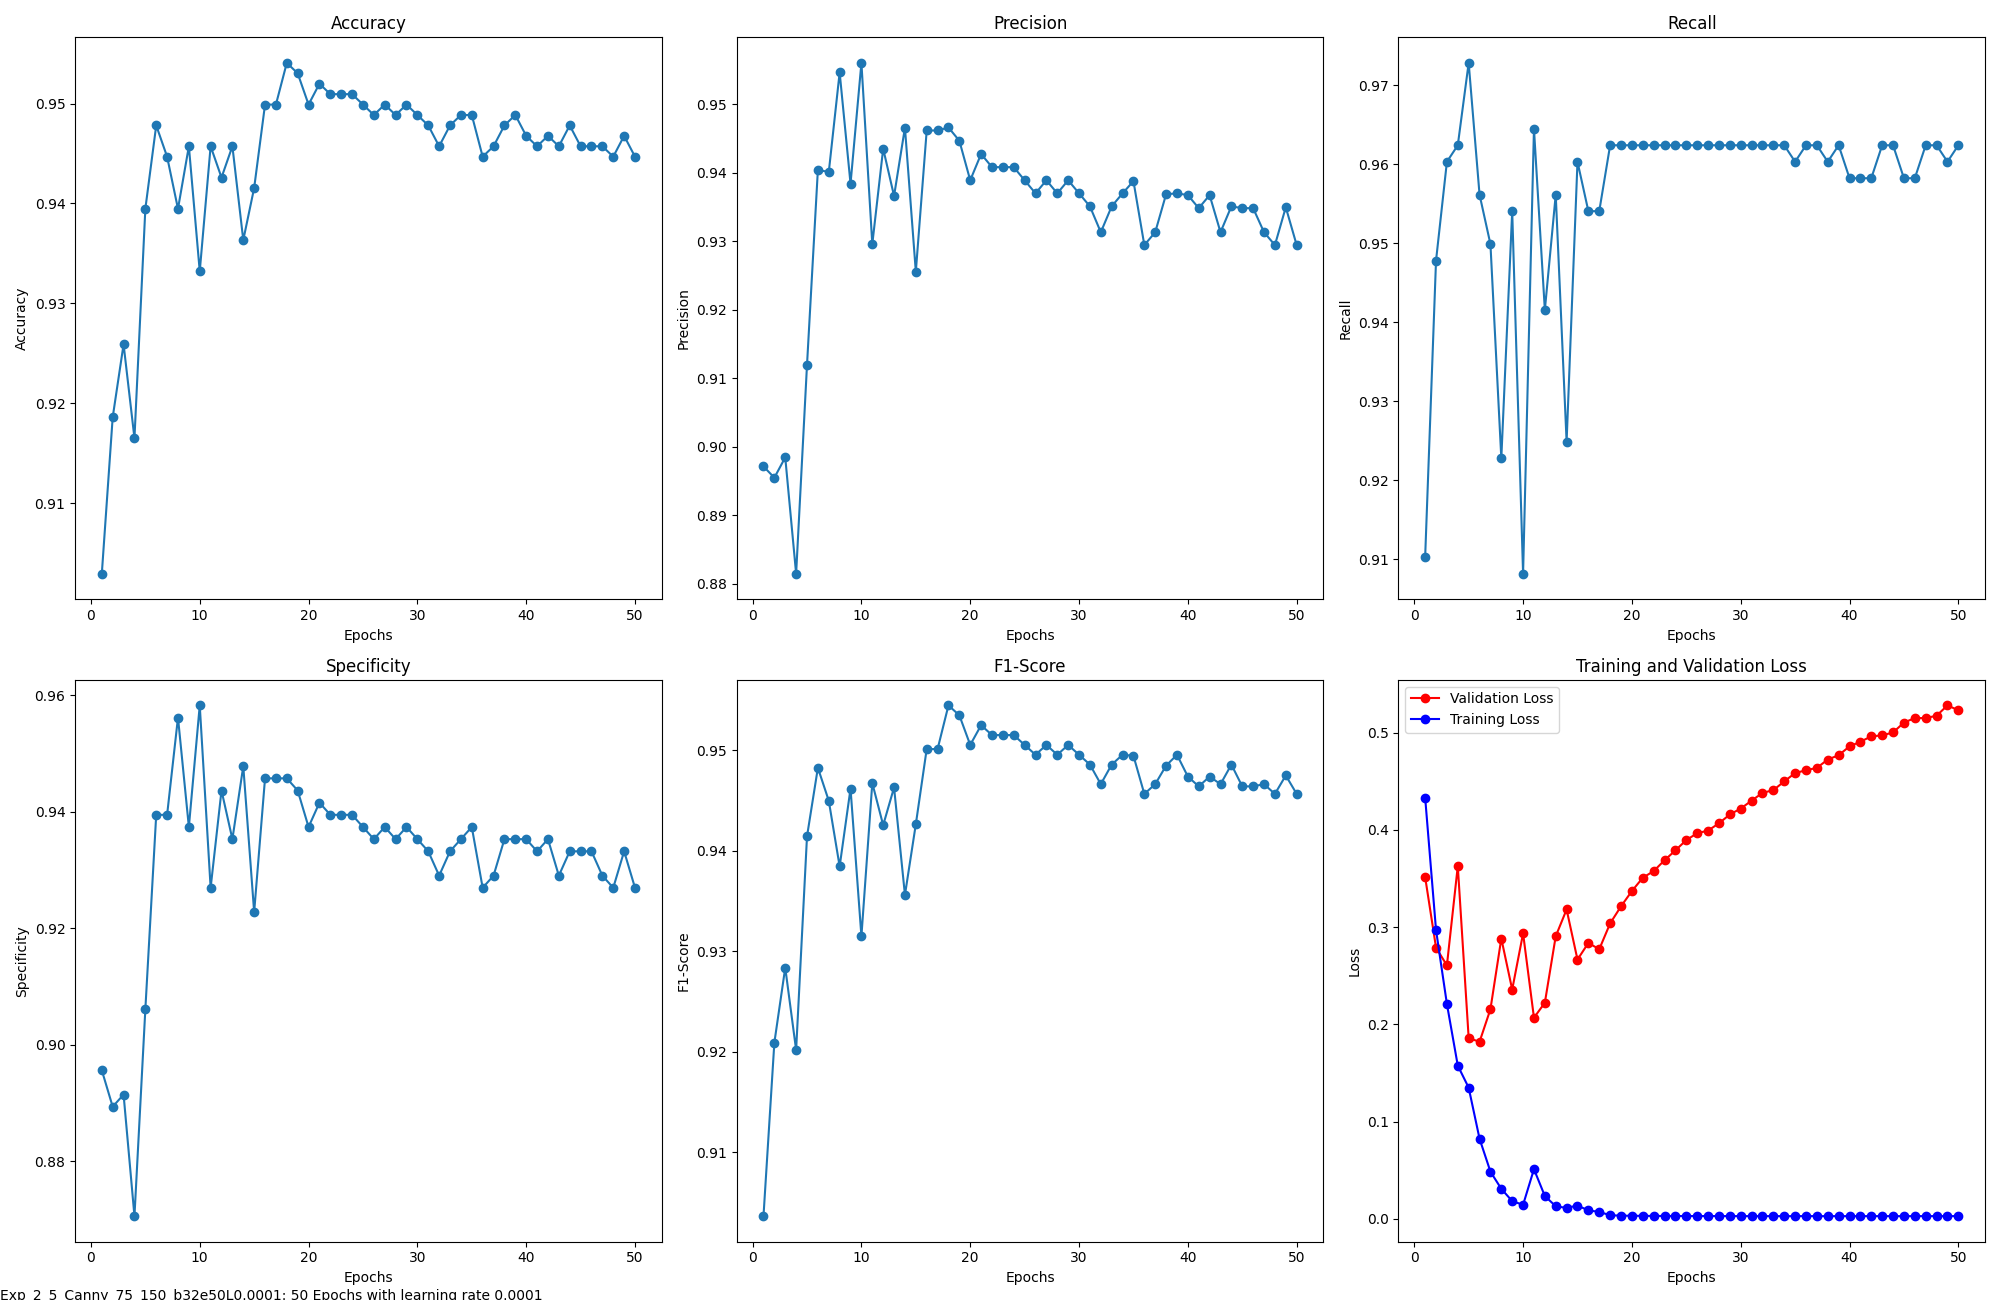 Accuracy
Precision
Recall
0.95
0.94
0.93
0.92
0.91
Accuracy
0 10 20 30 40 50
Epochs
0.95
0.94
0.93
0.92
0.91
0.90
0.89
0.88
Precision
0 10 20 30 40 50
Epochs
0.97
0.96
0.95
0.94
0.93
0.92
0.91
Recall
0 10 20 30 40 50
Epochs
Specificity
F1-Score
Training and Validation Loss
0.96
0.94
0.92
0.90
0.88
Specificity
0 10 20 30 40 50
Epochs
0.95
0.94
0.93
0.92
0.91
F1-Score
0 10 20 30 40 50
Epochs
Validation Loss
Training Loss
0.5
0.4
0.3
0.2
0.1
0.0
Loss
0 10 20 30 40 50
Epochs
Exp_2_5_Canny_75_150_b32e50L0.0001: 50 Epochs with learning rate 0.0001